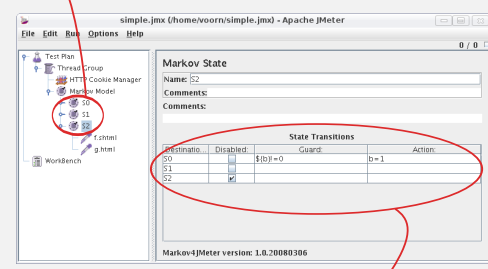 simple.jmx (/home/voorn/simple.jmx) - Apache JMeter
File Edit Run Options Help
0 / 0
Test Plan
Thread Group
HTTP Cookie Manager
Markov Model
S0
S1
S2
f.shtml
g.html
WorkBench
Markov State
Name: S2
Comments:
Comments:
State Transitions
Destinatio... Disabled: Guard: Action:
S0 ${b}!=0 b=1
S1
S2
Markov4JMeter version: 1.0.20080306